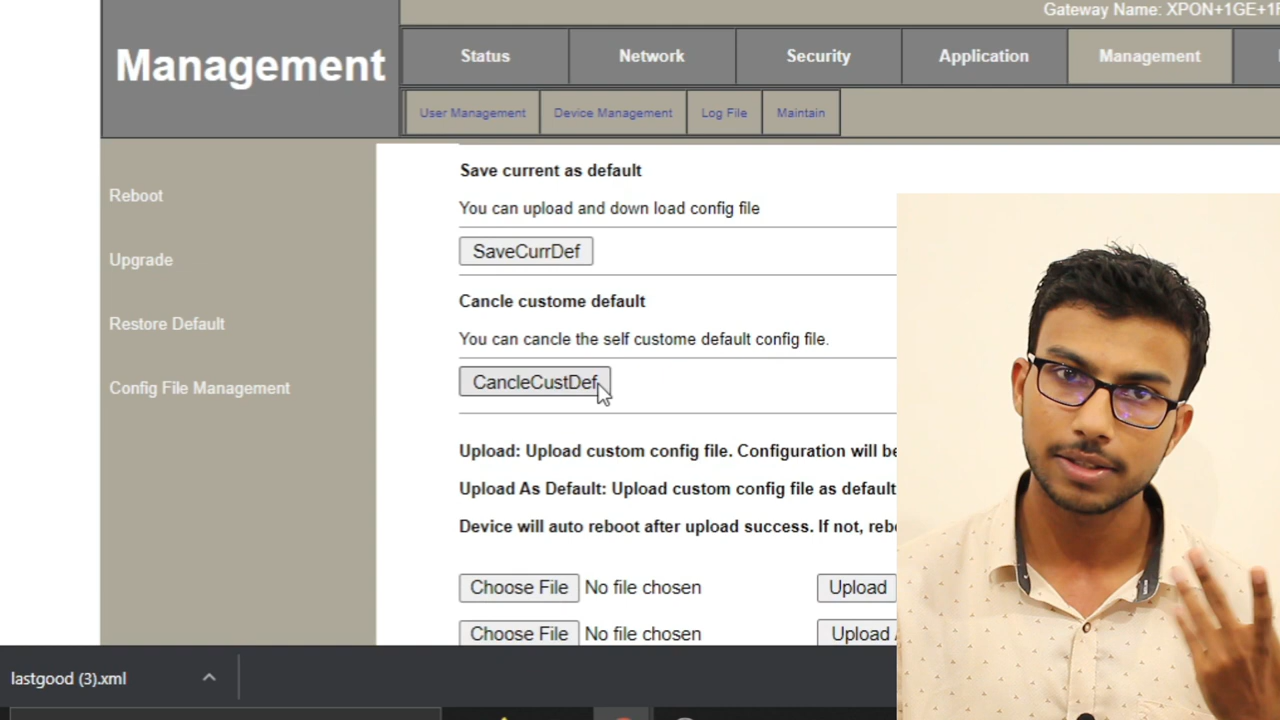 Gateway Name: XPON+1GE+1F
Management
Status Network Security Application Management
User Management Device Management Log File Maintain
Reboot
Upgrade
Restore Default
Config File Management
Save current as default
You can upload and down load config file
SaveCurrDef
Cancle custome default
You can cancle the self custome default config file.
CancleCustDef
Upload: Upload custom config file. Configuration will be
Upload As Default: Upload custom config file as default
Device will auto reboot after upload success. If not, reb
Choose File No file chosen Upload
Choose File No file chosen Upload
lastgood (3).xml